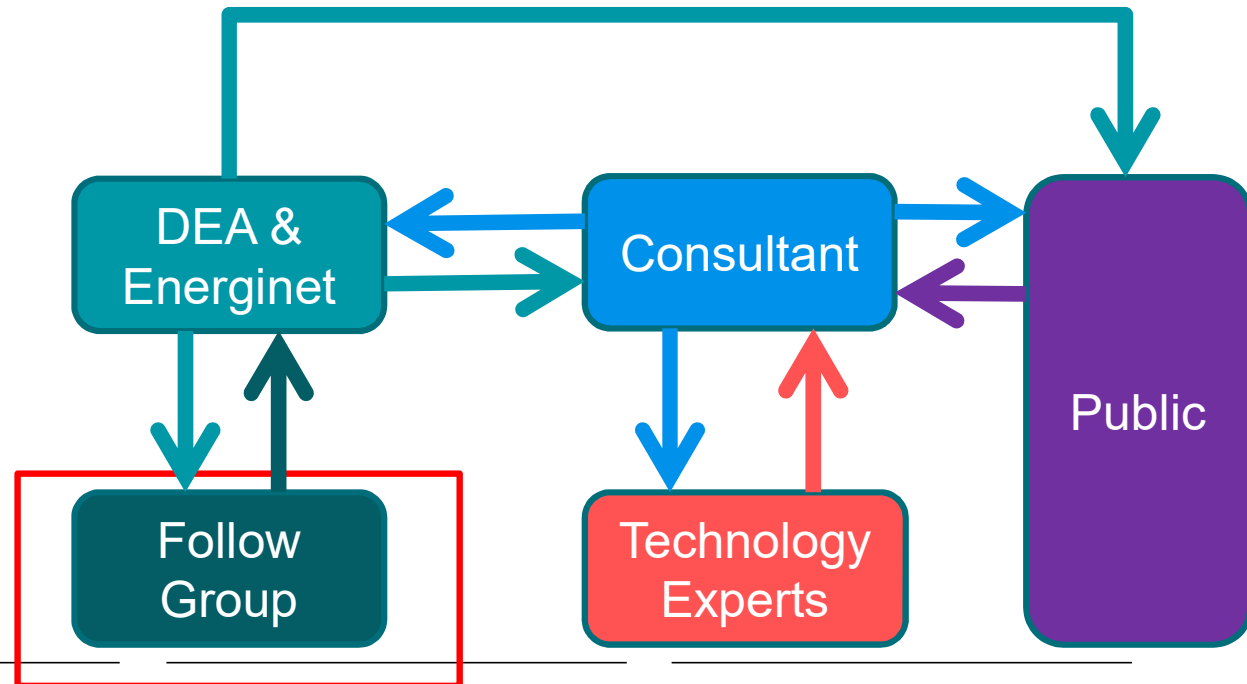 DEA &
Energinet
Consultant
Public
Follow
Group
Technology
Experts